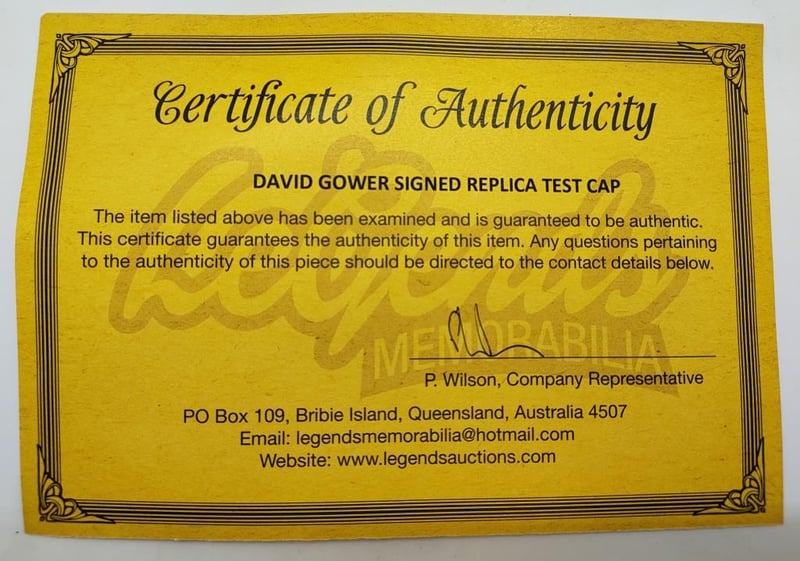 Certificate of Authenticity
DAVID GOWER SIGNED REPLICA TEST CAP
The item listed above has been examined and is guaranteed to be authentic.
This certificate guarantees the authenticity of this item. Any questions pertaining
to the authenticity of this piece should be directed to the contact details below.
Legends
MEMORABILIA
P. Wilson, Company Representative
PO Box 109, Bribie Island, Queensland, Australia 4507
Email: legendsmemorabilia@hotmail.com
Website: www.legendsauctions.com